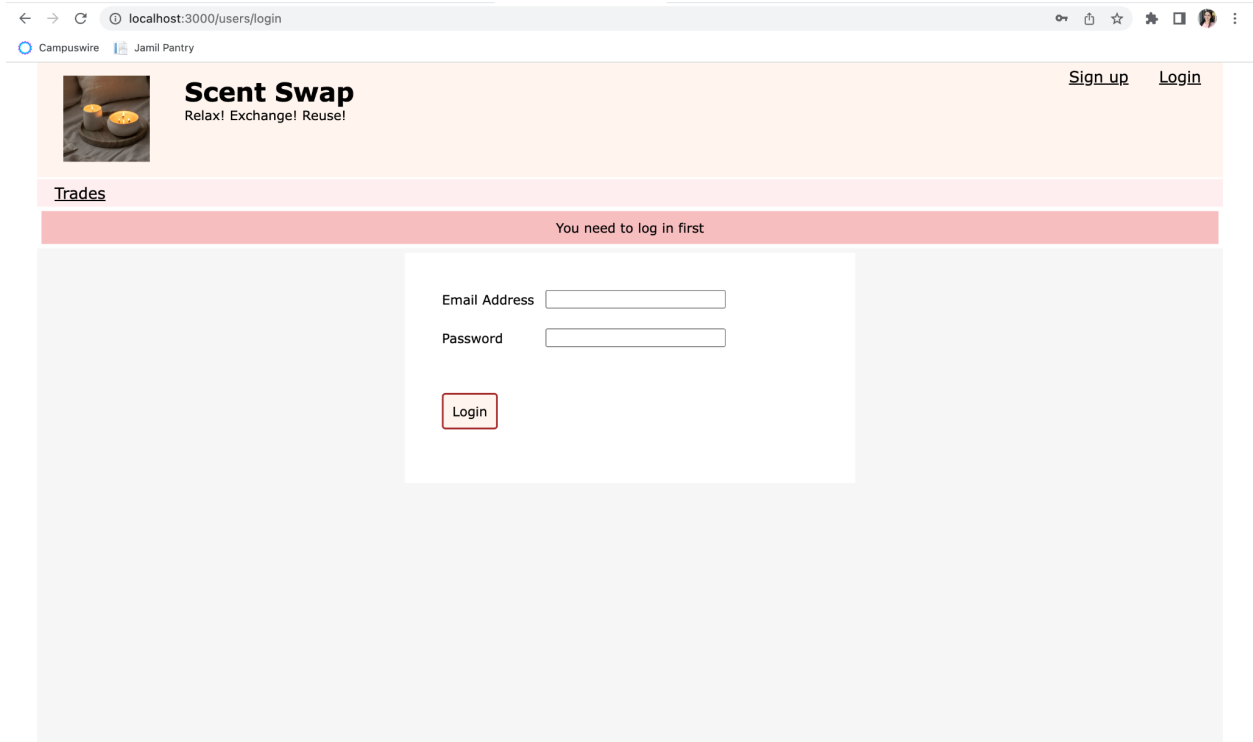 localhost:3000/users/login
Campuswire Jamil Pantry
Sign up Login
Scent Swap
Relax! Exchange! Reuse!
Trades
You need to log in first
Email Address
Password
Login